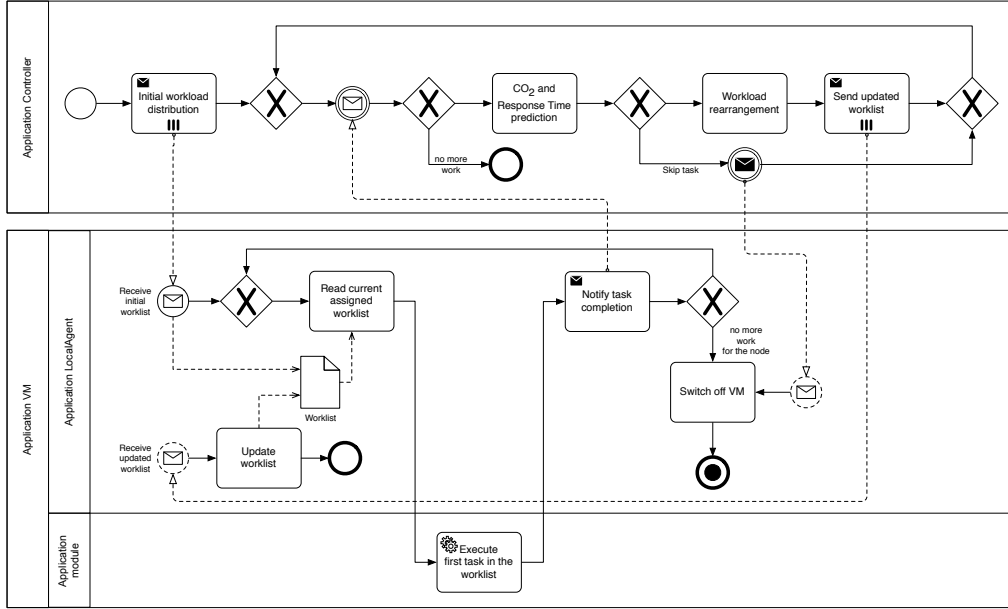 Application Controller
Initial workload
distribution
CO2 and
Response Time
prediction
Workload
rearrangement
Send updated
worklist
no more
work
Skip task
Application VM
Application LocalAgent
Receive
initial
worklist
Read current
assigned
worklist
Notify task
completion
no more
work
for the node
Switch off VM
Worklist
Receive
updated
worklist
Update
worklist
Application
module
Execute
first task in the
worklist